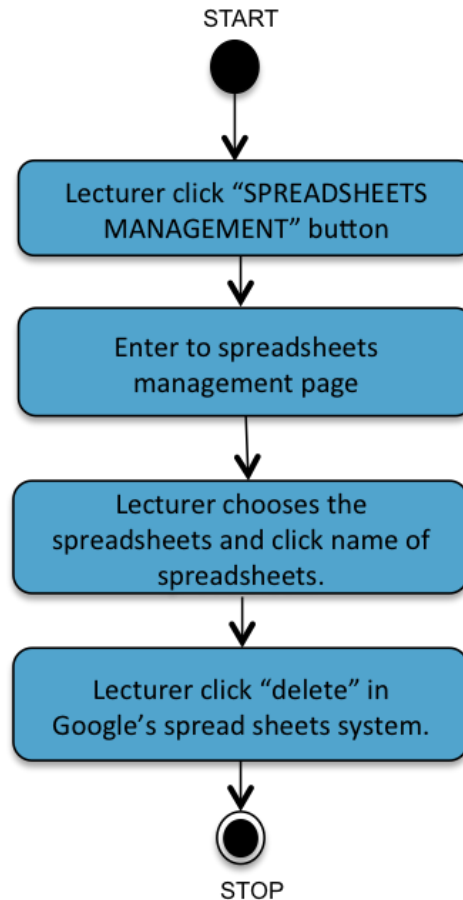 START
Lecturer click “SPREADSHEETS
MANAGEMENT” button
Enter to spreadsheets
management page
Lecturer chooses the
spreadsheets and click name of
spreadsheets.
Lecturer click “delete” in
Google’s spread sheets system.
STOP